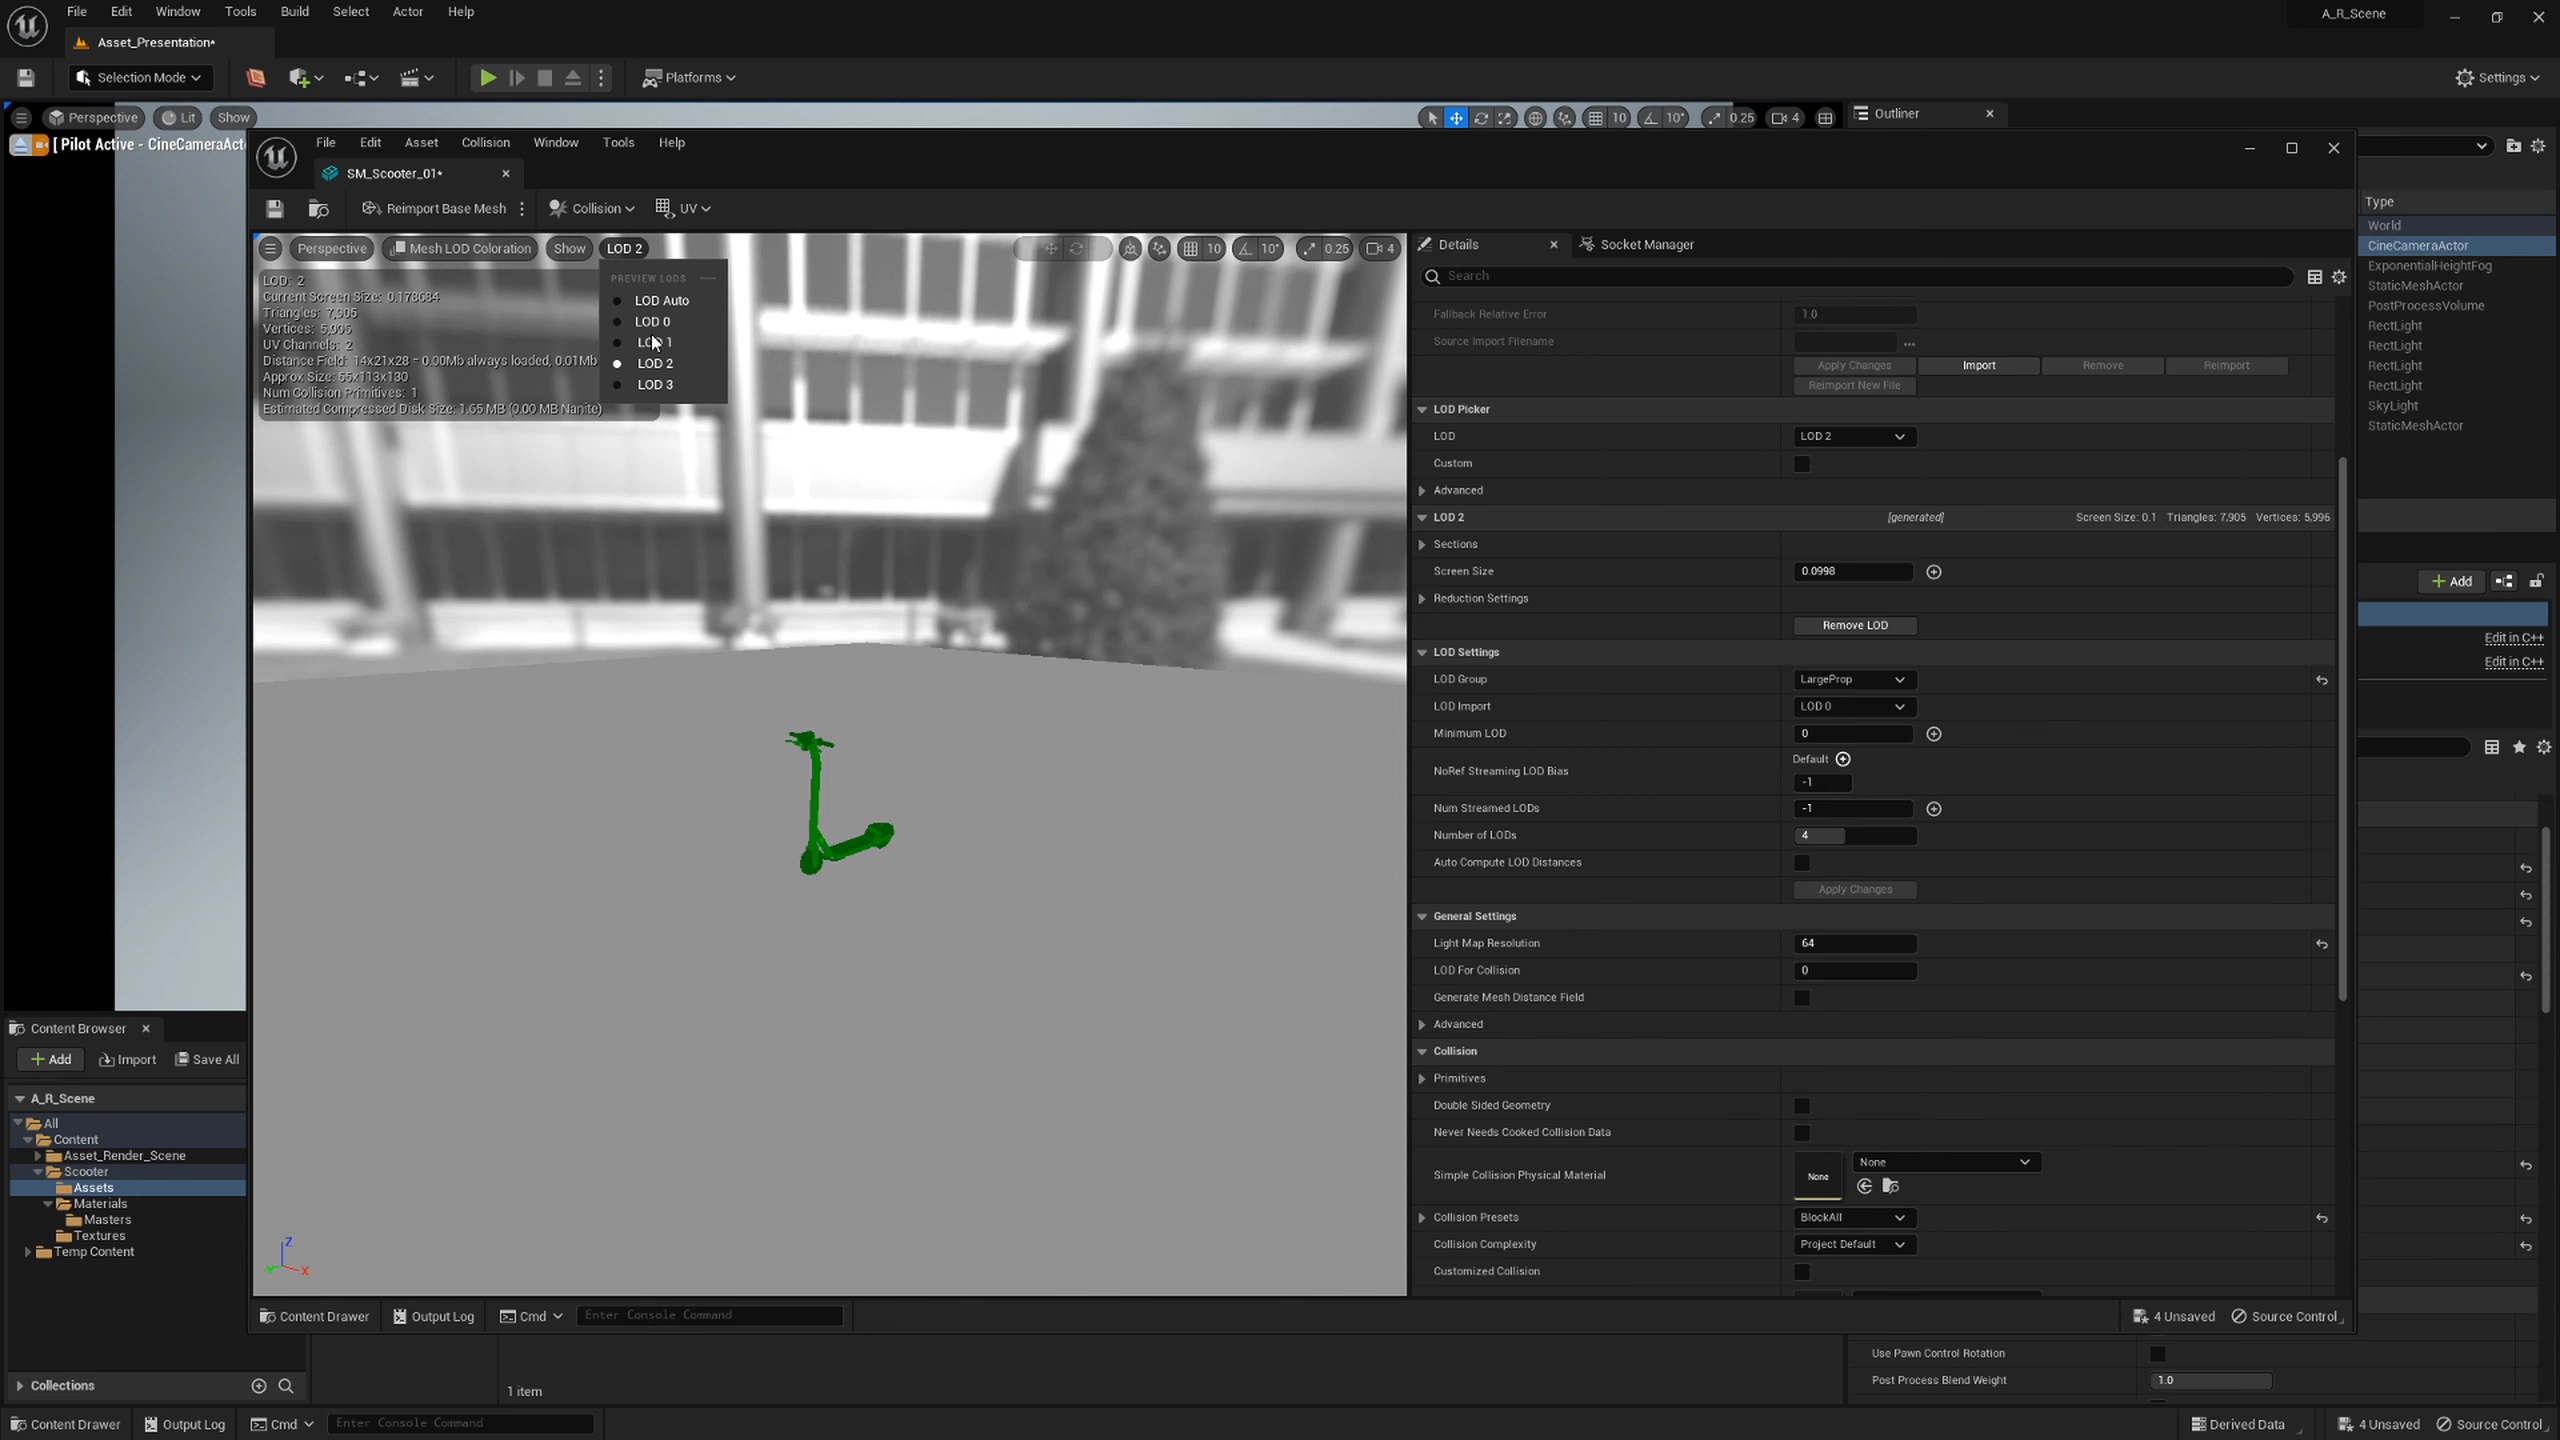 File Edit Window Tools Build Select Actor Help
A_R_Scene
Asset_Presentation*
Selection Mode
Platforms
Settings
Perspective Lit Show
10 10° 0.25 4
Outliner
[ Pilot Active - CineCameraAct
File Edit Asset Collision Window Tools Help
SM_Scooter_01*
Reimport Base Mesh Collision UV
Perspective Mesh LOD Coloration Show LOD 2
10 10° 0.25 4
LOD: 2
Current Screen Size: 0.178684
Triangles: 7,905
Vertices: 5,996
UV Channels: 2
Distance Field: 14x21x28 = 0.00Mb always loaded, 0.01Mb
Approx Size: 55x113x130
Num Collision Primitives: 1
Estimated Compressed Disk Size: 1.65 MB (0.00 MB Nanite)
PREVIEW LODS
LOD Auto
LOD 0
LOD 1
LOD 2
LOD 3
Z
X
Details Socket Manager
Search
Fallback Relative Error 1.0
Source Import Filename ...
Apply Changes Import Remove Reimport
Reimport New File
LOD Picker
LOD LOD 2
Custom
Advanced
LOD 2 [generated] Screen Size: 0.1 Triangles: 7,905 Vertices: 5,996
Sections
Screen Size 0.0998
Reduction Settings
Remove LOD
LOD Settings
LOD Group LargeProp
LOD Import LOD 0
Minimum LOD 0
Default
NoRef Streaming LOD Bias
-1
Num Streamed LODs -1
Number of LODs 4
Auto Compute LOD Distances
Apply Changes
General Settings
Light Map Resolution 64
LOD For Collision 0
Generate Mesh Distance Field
Advanced
Collision
Primitives
Double Sided Geometry
Never Needs Cooked Collision Data
Simple Collision Physical Material None None
Collision Presets BlockAll
Collision Complexity Project Default
Customized Collision
Content Drawer Output Log Cmd Enter Console Command
4 Unsaved Source Control
Type
World
CineCameraActor
ExponentialHeightFog
StaticMeshActor
PostProcessVolume
RectLight
RectLight
RectLight
RectLight
SkyLight
StaticMeshActor
Add
Edit in C++
Edit in C++
Content Browser
Add Import Save All
A_R_Scene
All
Content
Asset_Render_Scene
Scooter
Assets
Materials
Masters
Textures
Temp Content
Collections
1 item
Use Pawn Control Rotation
Post Process Blend Weight 1.0
Content Drawer Output Log Cmd Enter Console Command
Derived Data 4 Unsaved Source Control